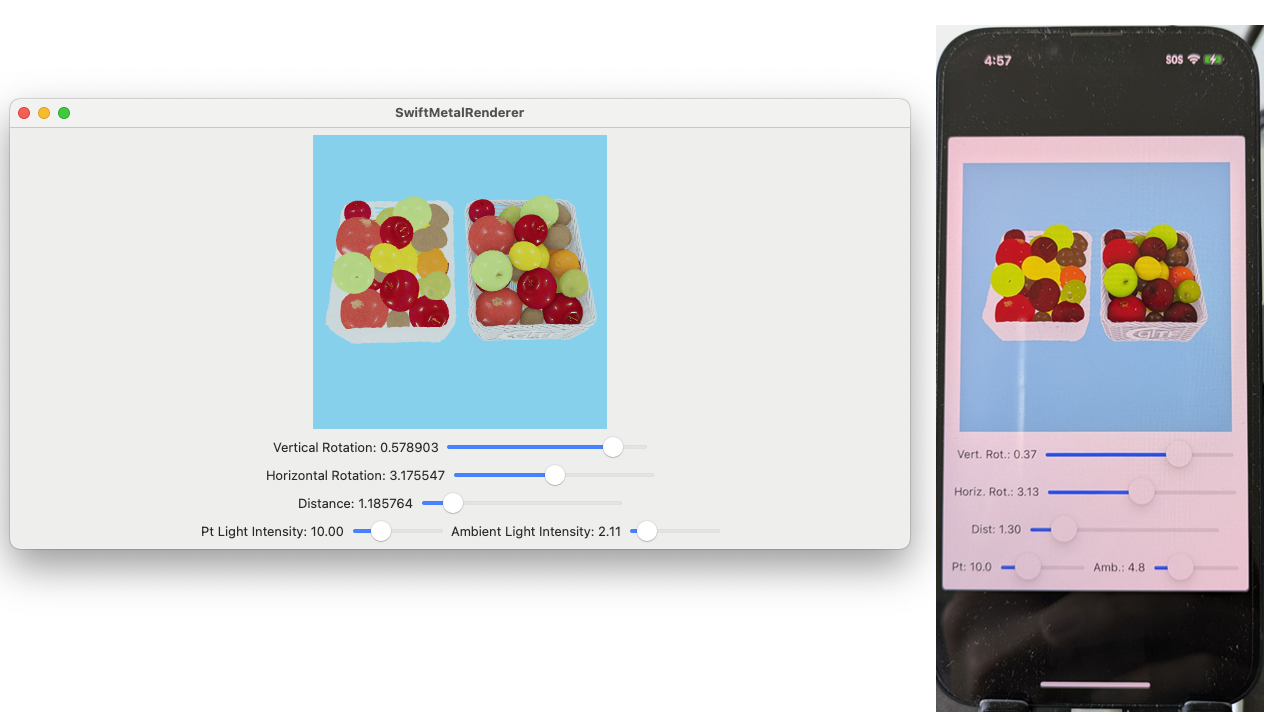 SwiftMetalRenderer
Vertical Rotation: 0.578903
Horizontal Rotation: 3.175547
Distance: 1.185764
Pt Light Intensity: 10.00 Ambient Light Intensity: 2.11
4:57 SOS
Vert. Rot.: 0.37
Horiz. Rot.: 3.13
Dist: 1.30
Pt: 10.0 Amb.: 4.8